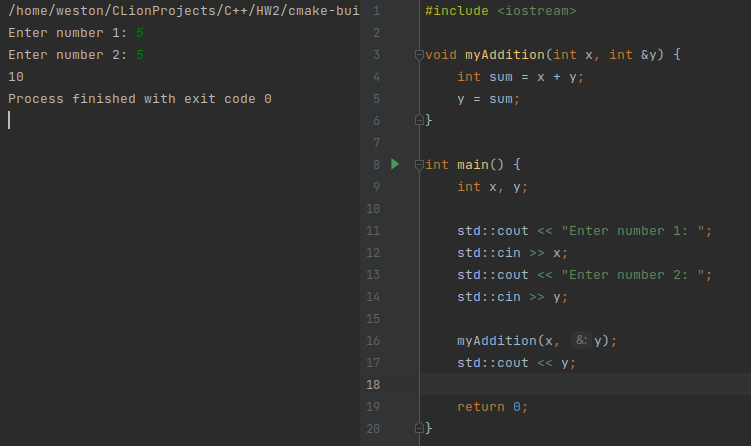 /home/weston/CLionProjects/C++/HW2/cmake-bui
Enter number 1: 5
Enter number 2: 5
10
Process finished with exit code 0
1 #include <iostream>
2
3 void myAddition(int x, int &y) {
4 int sum = x + y;
5 y = sum;
6 }
7
8 int main() {
9 int x, y;
10
11 std::cout << "Enter number 1: ";
12 std::cin >> x;
13 std::cout << "Enter number 2: ";
14 std::cin >> y;
15
16 myAddition(x, &: y);
17 std::cout << y;
18
19 return 0;
20 }